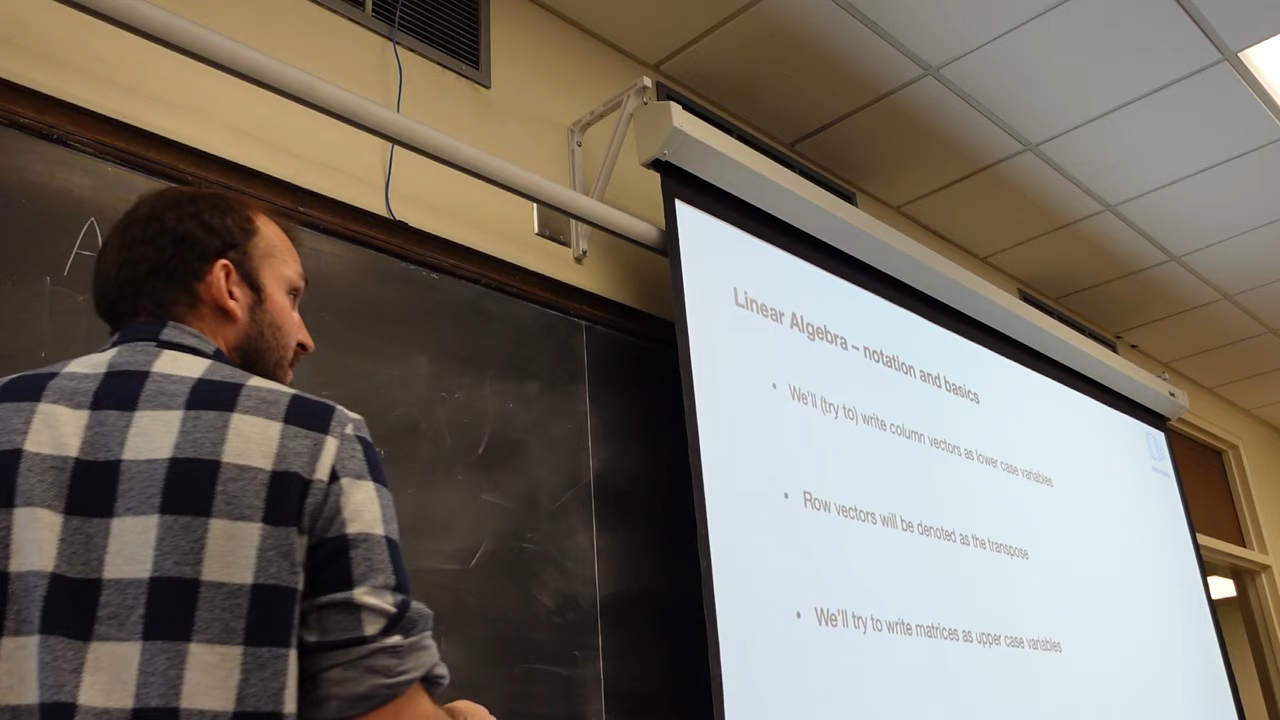 A
Linear Algebra – notation and basics
• We'll (try to) write column vectors as lower case variables
• Row vectors will be denoted as the transpose
• We'll try to write matrices as upper case variables